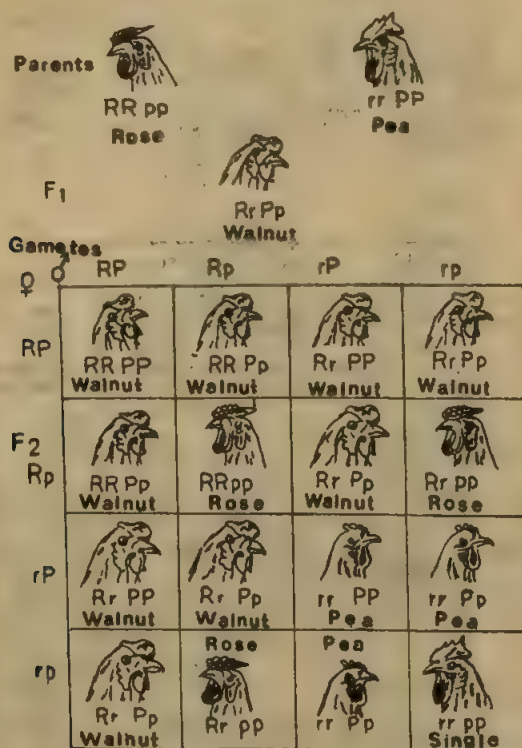 Parents
RR pp
Rose
rr PP
Pea
F1
Rr Pp
Walnut
Gametes
♀ ♂ RP Rp rP rp
RP
RR PP RR Pp Rr PP Rr Pp
Walnut Walnut Walnut Walnut
F2
Rp
RR Pp RRpp Rr Pp Rr pp
Walnut Rose Walnut Rose
rP
Rr PP Rr Pp rr PP rr Pp
Walnut Walnut Pea Pea
rp
Rose Pea
Rr Pp Rr pp rr Pp rr pp
Walnut Single